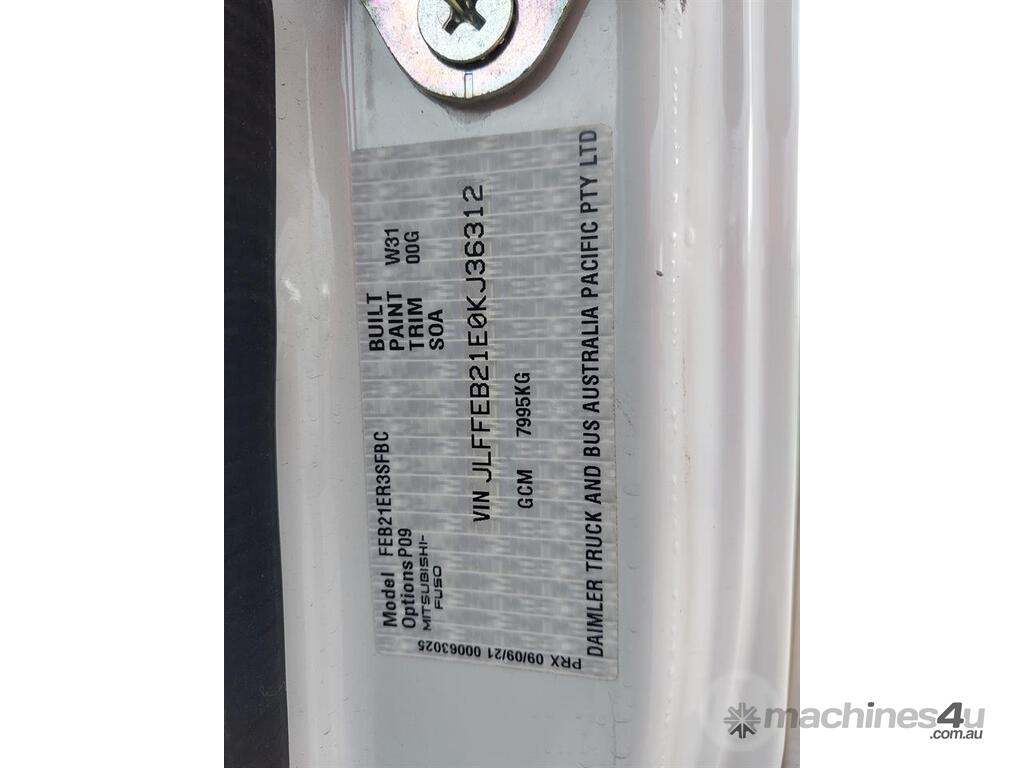 Model FEB21ER3SFBC
Options P09
MITSUBISHI-
FUSO
BUILT
PAINT W31
TRIM 00G
SOA
VIN JLFFEB21E0KJ36312
GCM 7995KG
DAIMLER TRUCK AND BUS AUSTRALIA PACIFIC PTY LTD
PRX 09/09/21 00063025
machines4u
.com.au